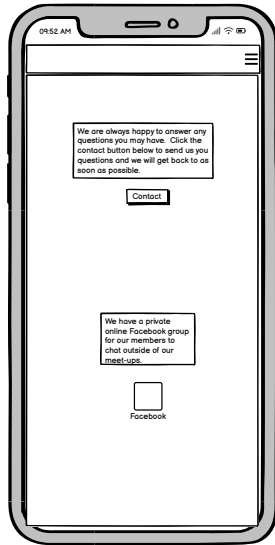 09:52 AM
We are always happy to answer any
questions you may have. Click the
contact button below to send us you
questions and we will get back to as
soon as possible.
Contact
We have a private
online Facebook group
for our members to
chat outside of our
meet-ups.
Facebook